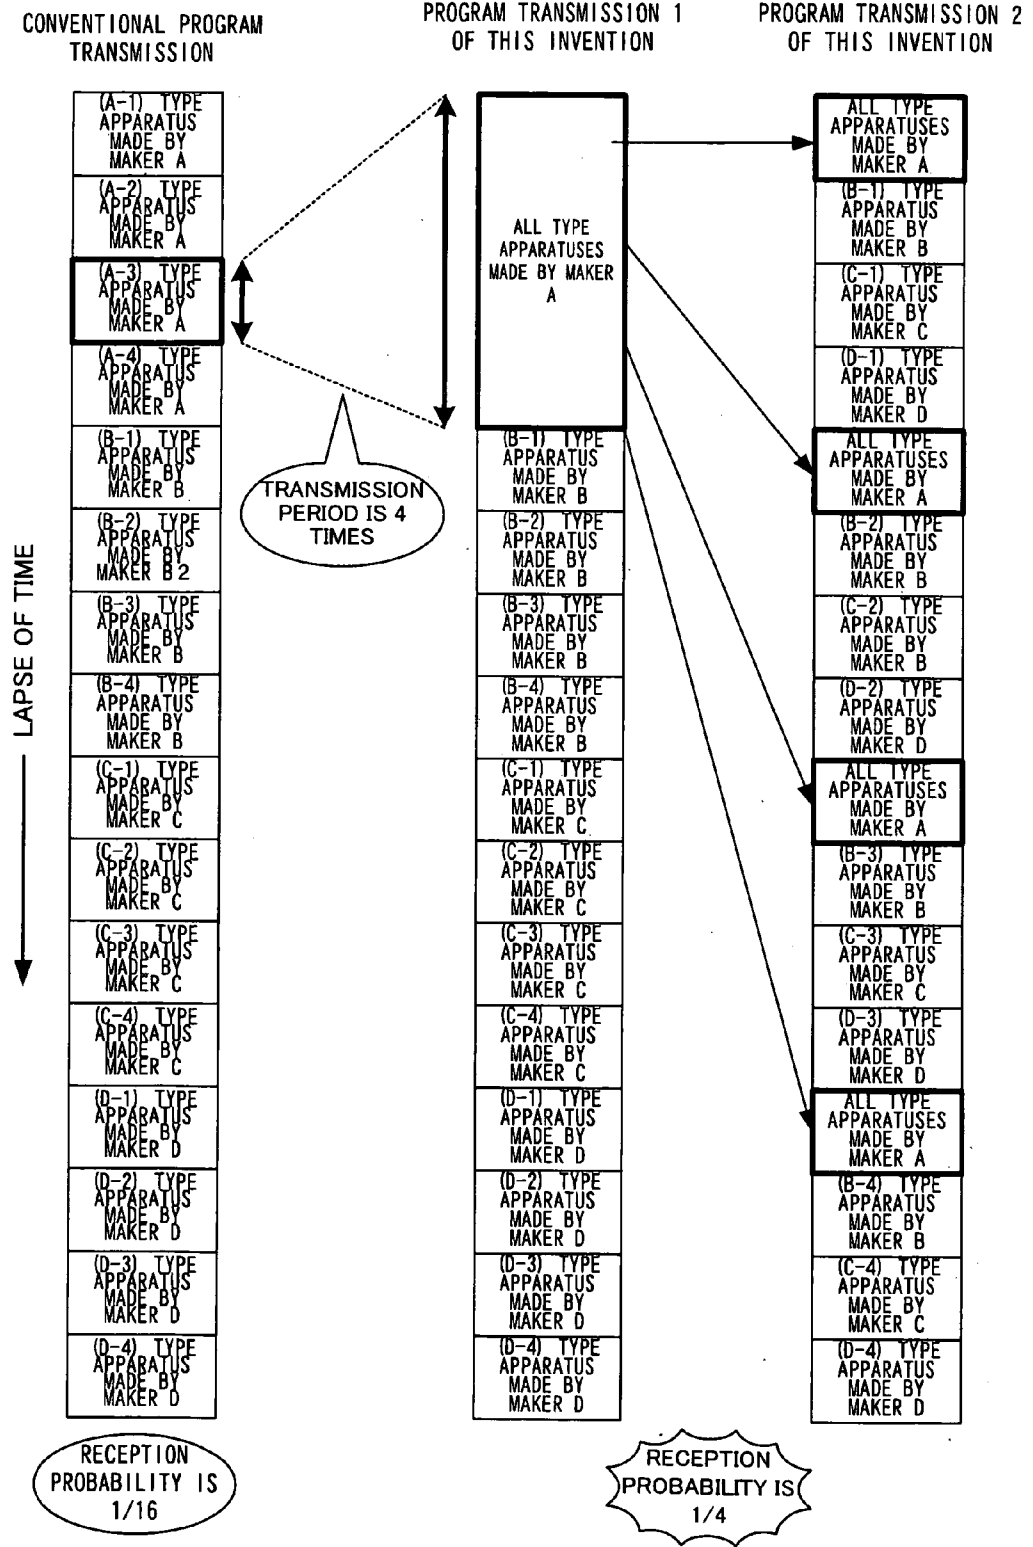 CONVENTIONAL PROGRAM
TRANSMISSION
PROGRAM TRANSMISSION 1
OF THIS INVENTION
PROGRAM TRANSMISSION 2
OF THIS INVENTION
LAPSE OF TIME
(A-1) TYPE
APPARATUS
MADE BY
MAKER A
(A-2) TYPE
APPARATUS
MADE BY
MAKER A
(A-3) TYPE
APPARATUS
MADE BY
MAKER A
(A-4) TYPE
APPARATUS
MADE BY
MAKER A
(B-1) TYPE
APPARATUS
MADE BY
MAKER B
(B-2) TYPE
APPARATUS
MADE BY
MAKER B2
(B-3) TYPE
APPARATUS
MADE BY
MAKER B
(B-4) TYPE
APPARATUS
MADE BY
MAKER B
(C-1) TYPE
APPARATUS
MADE BY
MAKER C
(C-2) TYPE
APPARATUS
MADE BY
MAKER C
(C-3) TYPE
APPARATUS
MADE BY
MAKER C
(C-4) TYPE
APPARATUS
MADE BY
MAKER C
(D-1) TYPE
APPARATUS
MADE BY
MAKER D
(D-2) TYPE
APPARATUS
MADE BY
MAKER D
(D-3) TYPE
APPARATUS
MADE BY
MAKER D
(D-4) TYPE
APPARATUS
MADE BY
MAKER D
RECEPTION
PROBABILITY IS
1/16
TRANSMISSION
PERIOD IS 4
TIMES
ALL TYPE
APPARATUSES
MADE BY MAKER
A
(B-1) TYPE
APPARATUS
MADE BY
MAKER B
(B-2) TYPE
APPARATUS
MADE BY
MAKER B
(B-3) TYPE
APPARATUS
MADE BY
MAKER B
(B-4) TYPE
APPARATUS
MADE BY
MAKER B
(C-1) TYPE
APPARATUS
MADE BY
MAKER C
(C-2) TYPE
APPARATUS
MADE BY
MAKER C
(C-3) TYPE
APPARATUS
MADE BY
MAKER C
(C-4) TYPE
APPARATUS
MADE BY
MAKER C
(D-1) TYPE
APPARATUS
MADE BY
MAKER D
(D-2) TYPE
APPARATUS
MADE BY
MAKER D
(D-3) TYPE
APPARATUS
MADE BY
MAKER D
(D-4) TYPE
APPARATUS
MADE BY
MAKER D
ALL TYPE
APPARATUSES
MADE BY
MAKER A
(B-1) TYPE
APPARATUS
MADE BY
MAKER B
(C-1) TYPE
APPARATUS
MADE BY
MAKER C
(D-1) TYPE
APPARATUS
MADE BY
MAKER D
ALL TYPE
APPARATUSES
MADE BY
MAKER A
(B-2) TYPE
APPARATUS
MADE BY
MAKER B
(C-2) TYPE
APPARATUS
MADE BY
MAKER B
(D-2) TYPE
APPARATUS
MADE BY
MAKER D
ALL TYPE
APPARATUSES
MADE BY
MAKER A
(B-3) TYPE
APPARATUS
MADE BY
MAKER B
(C-3) TYPE
APPARATUS
MADE BY
MAKER C
(D-3) TYPE
APPARATUS
MADE BY
MAKER D
ALL TYPE
APPARATUSES
MADE BY
MAKER A
(B-4) TYPE
APPARATUS
MADE BY
MAKER B
(C-4) TYPE
APPARATUS
MADE BY
MAKER C
(D-4) TYPE
APPARATUS
MADE BY
MAKER D
RECEPTION
PROBABILITY IS
1/4